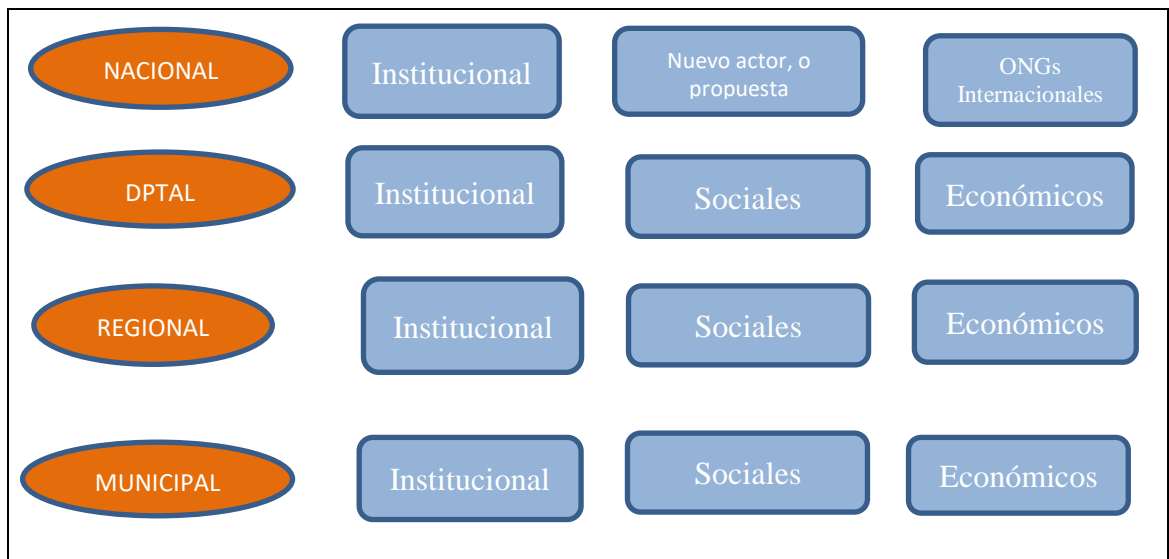 NACIONAL
Institucional
Nuevo actor, o
propuesta
ONGs
Internacionales
DPTAL
Institucional
Sociales
Económicos
REGIONAL
Institucional
Sociales
Económicos
MUNICIPAL
Institucional
Sociales
Económicos